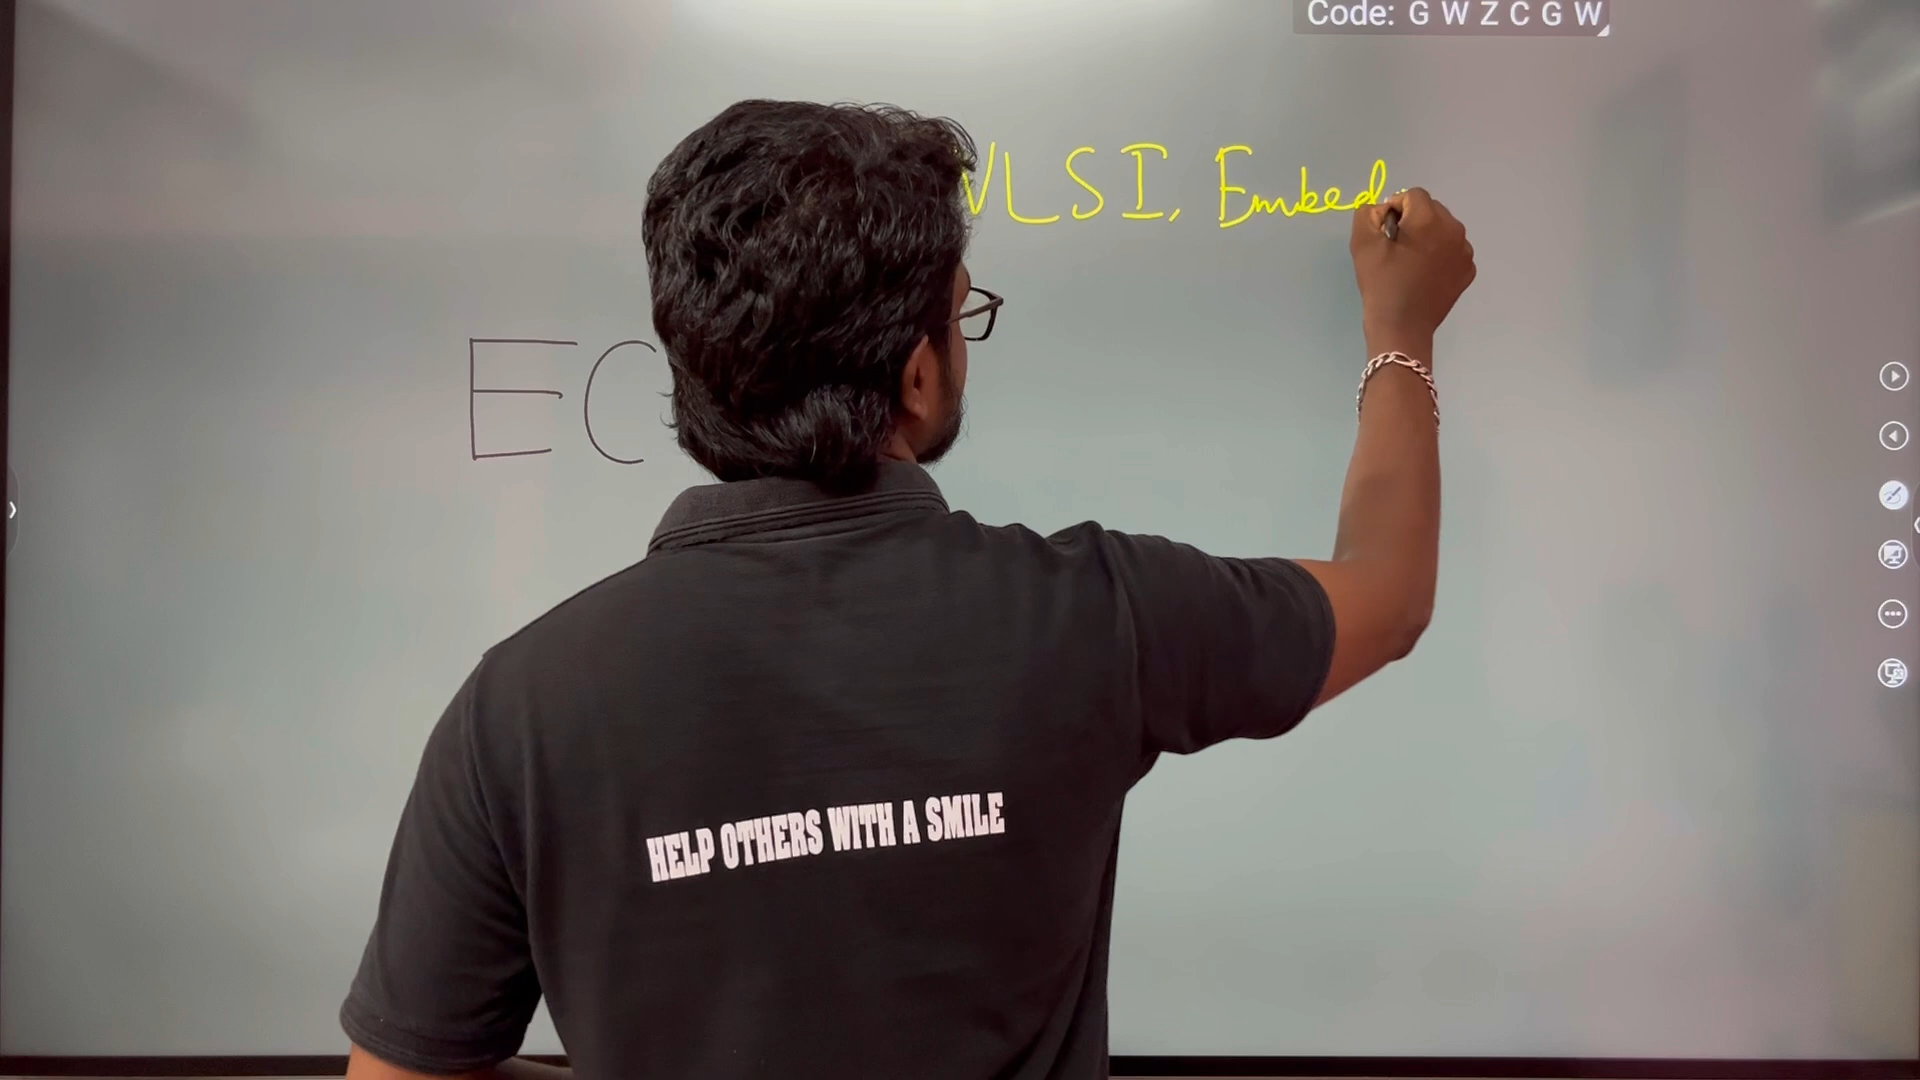 Code: G W Z C G W
VLSI, Embed
EC
HELP OTHERS WITH A SMILE